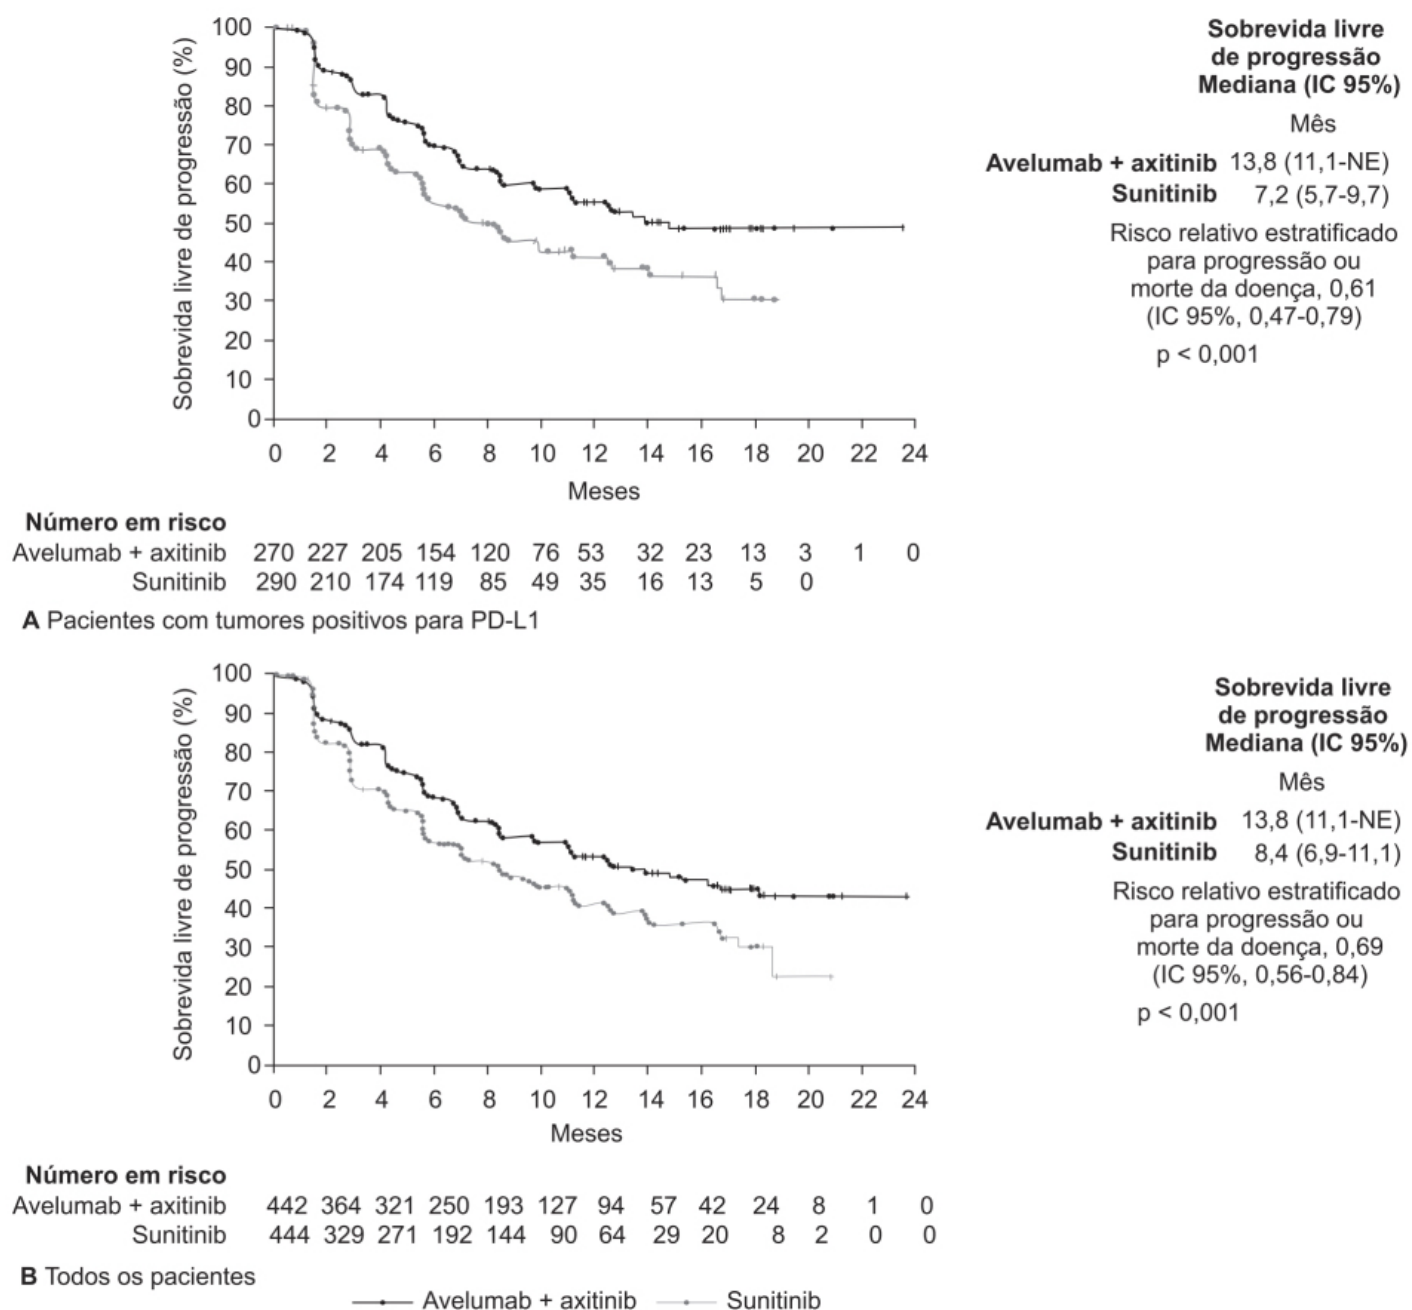 Sobrevida livre de progressão (%)
100
90
80
70
60
50
40
30
20
10
0
0 2 4 6 8 10 12 14 16 18 20 22 24
Meses
Sobrevida livre
de progressão
Mediana (IC 95%)
Mês
Avelumab + axitinib 13,8 (11,1-NE)
Sunitinib 7,2 (5,7-9,7)
Risco relativo estratificado
para progressão ou
morte da doença, 0,61
(IC 95%, 0,47-0,79)
p < 0,001
Número em risco
Avelumab + axitinib 270 227 205 154 120 76 53 32 23 13 3 1 0
Sunitinib 290 210 174 119 85 49 35 16 13 5 0
A Pacientes com tumores positivos para PD-L1
Sobrevida livre de progressão (%)
100
90
80
70
60
50
40
30
20
10
0
0 2 4 6 8 10 12 14 16 18 20 22 24
Meses
Sobrevida livre
de progressão
Mediana (IC 95%)
Mês
Avelumab + axitinib 13,8 (11,1-NE)
Sunitinib 8,4 (6,9-11,1)
Risco relativo estratificado
para progressão ou
morte da doença, 0,69
(IC 95%, 0,56-0,84)
p < 0,001
Número em risco
Avelumab + axitinib 442 364 321 250 193 127 94 57 42 24 8 1 0
Sunitinib 444 329 271 192 144 90 64 29 20 8 2 0 0
B Todos os pacientes
Avelumab + axitinib Sunitinib